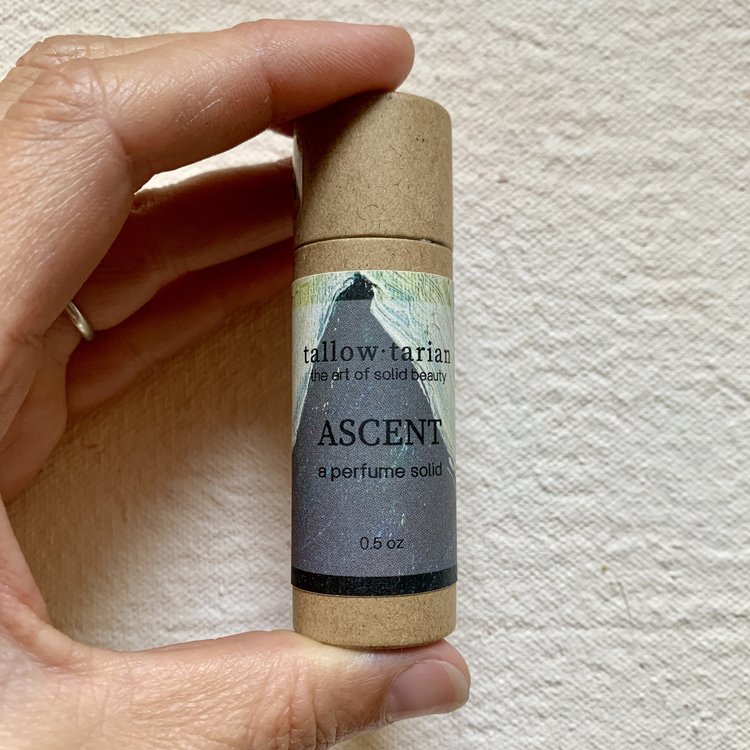 tallow·tarian
the art of solid beauty
ASCENT
a perfume solid
0.5 oz